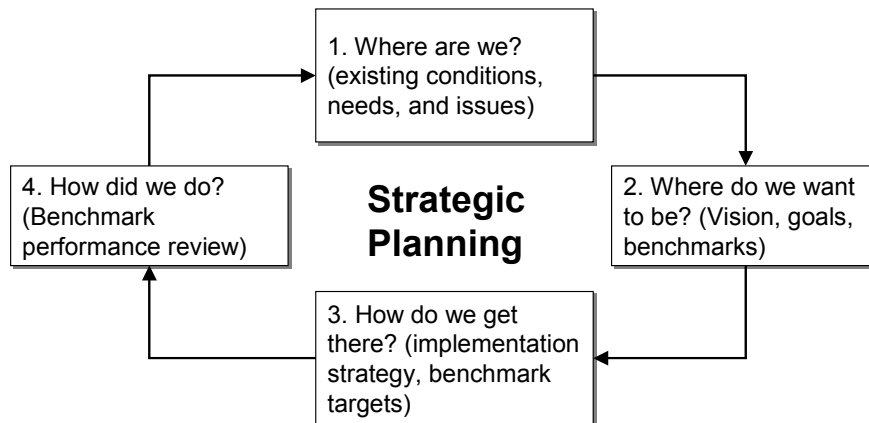 1. Where are we?
(existing conditions,
needs, and issues)
4. How did we do?
(Benchmark
performance review)
Strategic
Planning
2. Where do we want
to be? (Vision, goals,
benchmarks)
3. How do we get
there? (implementation
strategy, benchmark
targets)